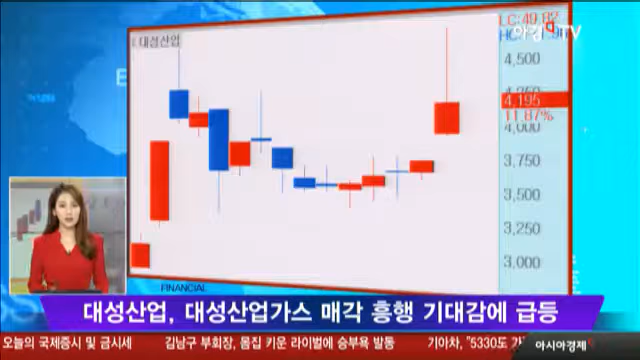 LC:49.82
아경TV
대성산업
4,500
4,195
11.87%
4,000
3,750
3,500
3,250
3,000
FINANCIAL
대성산업, 대성산업가스 매각 흥행 기대감에 급등
오늘의 국제증시 및 금시세
김남구 부회장, 몸집 키운 라이벌에 승부욕 발동
기아차, "5330도 가
아시아경제